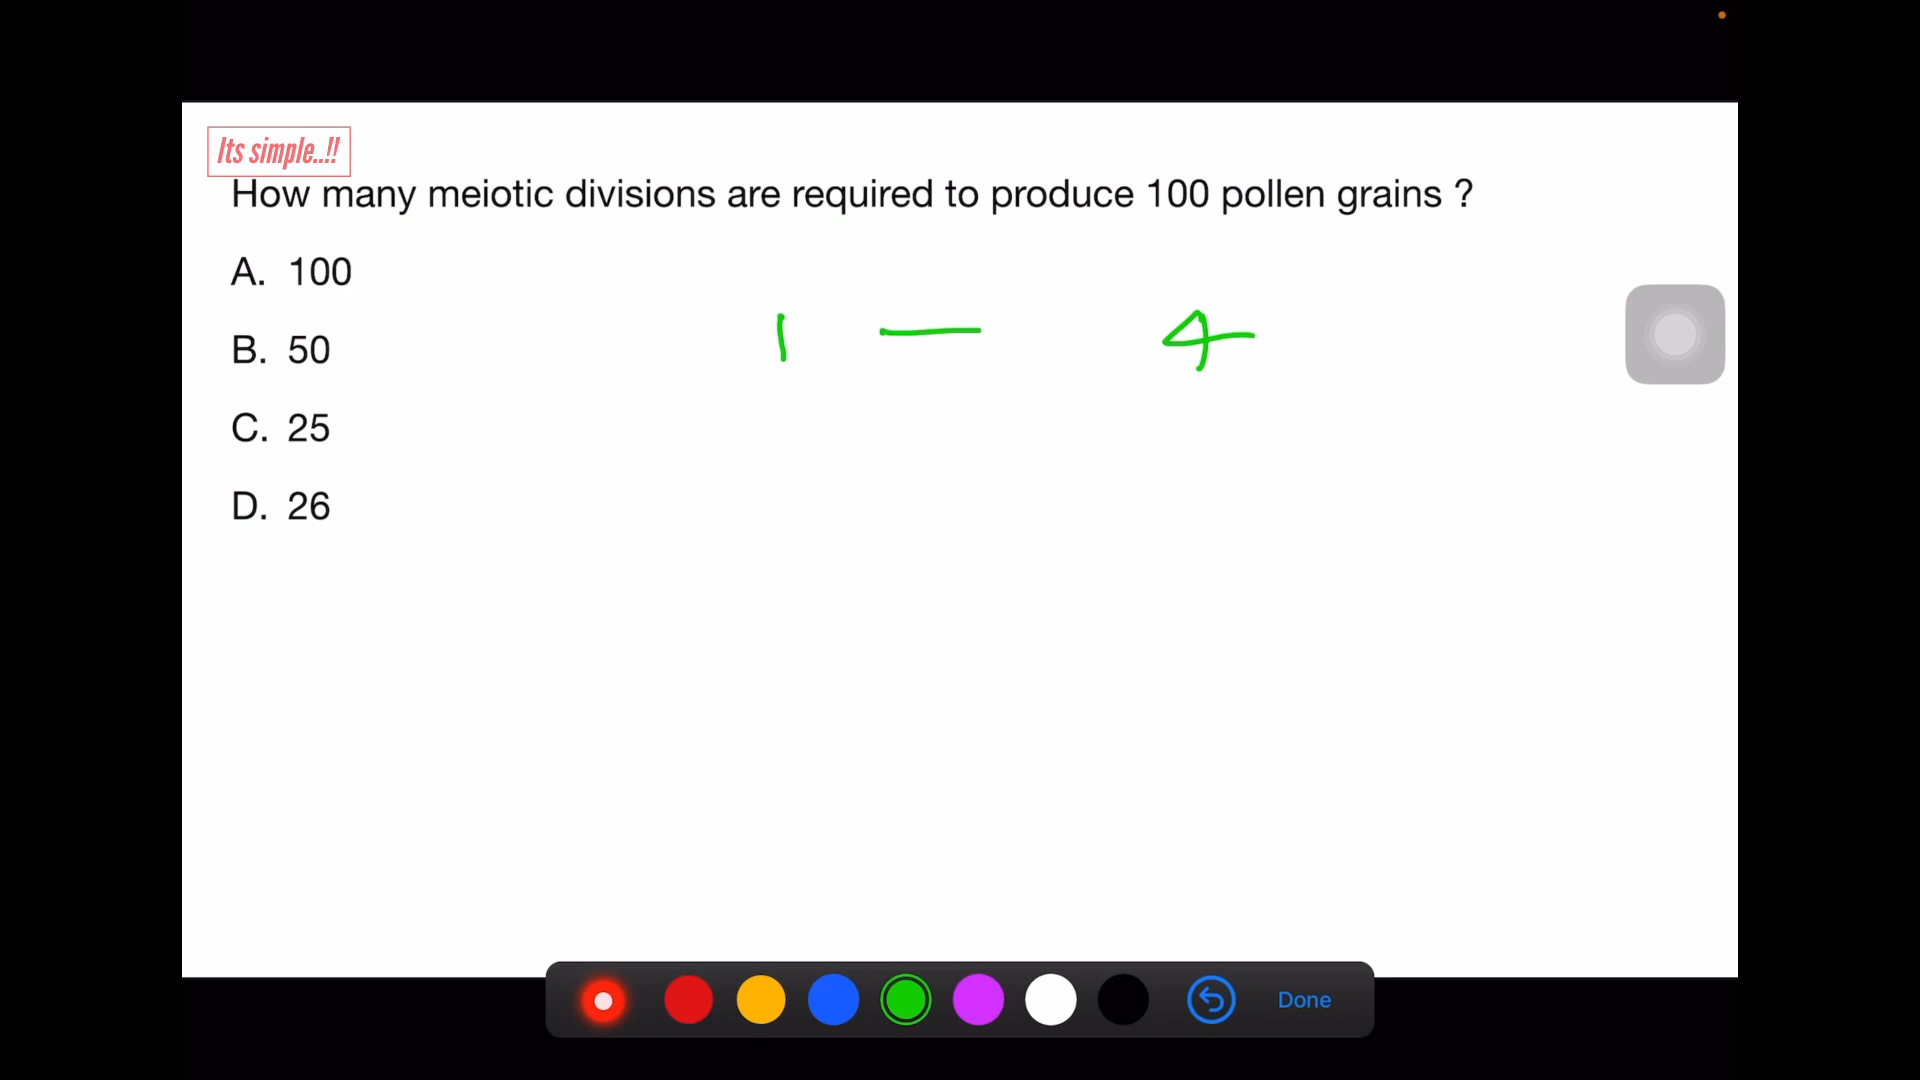 Its simple..!!
How many meiotic divisions are required to produce 100 pollen grains ?
A. 100
1 — 4
B. 50
C. 25
D. 26
Done